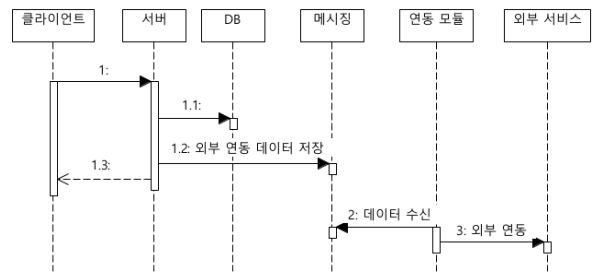 클라이언트
서버
DB
메시징
연동 모듈
외부 서비스
1:
1.1:
1.2: 외부 연동 데이터 저장
1.3:
2: 데이터 수신
3: 외부 연동